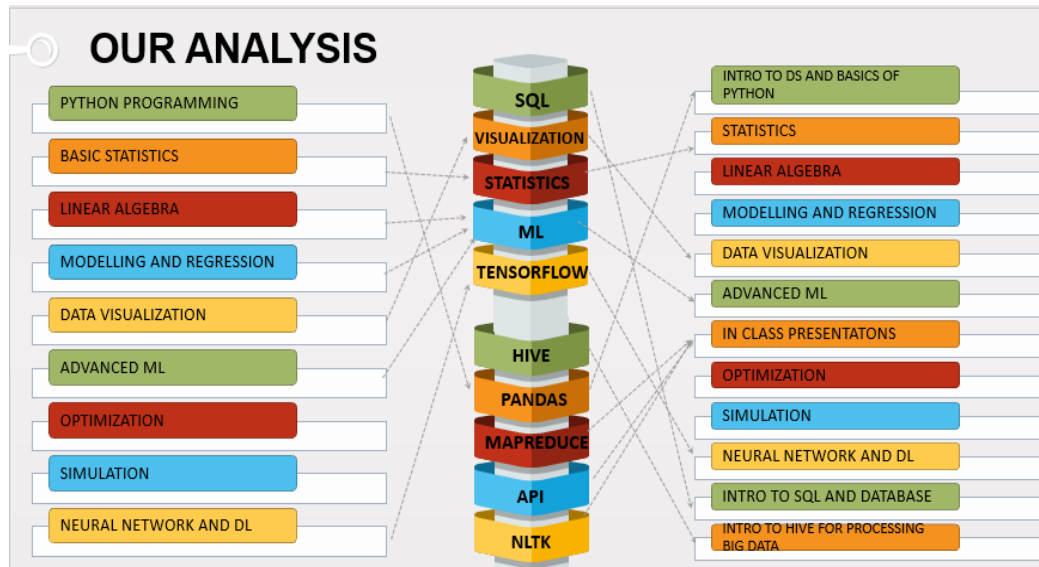 OUR ANALYSIS
PYTHON PROGRAMMING
BASIC STATISTICS
LINEAR ALGEBRA
MODELLING AND REGRESSION
DATA VISUALIZATION
ADVANCED ML
OPTIMIZATION
SIMULATION
NEURAL NETWORK AND DL
SQL
VISUALIZATION
STATISTICS
ML
TENSORFLOW
HIVE
PANDAS
MAPREDUCE
API
NLTK
INTRO TO DS AND BASICS OF
PYTHON
STATISTICS
LINEAR ALGEBRA
MODELLING AND REGRESSION
DATA VISUALIZATION
ADVANCED ML
IN CLASS PRESENTATONS
OPTIMIZATION
SIMULATION
NEURAL NETWORK AND DL
INTRO TO SQL AND DATABASE
INTRO TO HIVE FOR PROCESSING
BIG DATA